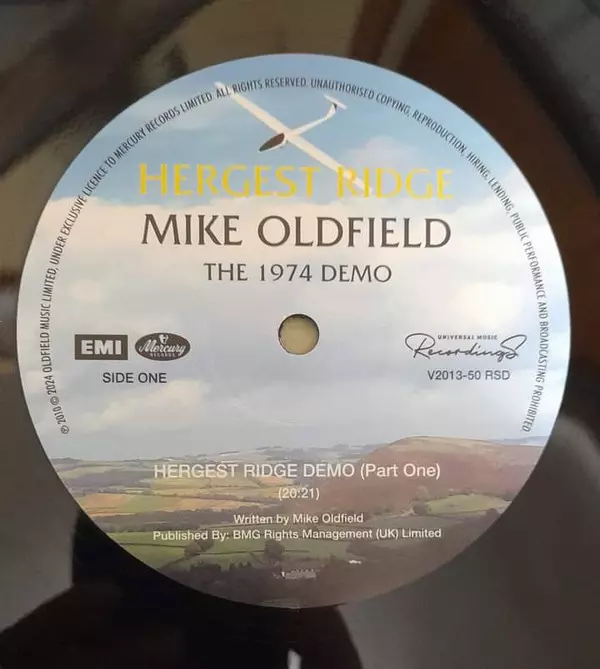 ℗ 2010 © 2024 OLDFIELD MUSIC LIMITED, UNDER EXCLUSIVE LICENCE TO MERCURY RECORDS LIMITED. ALL RIGHTS RESERVED. UNAUTHORISED COPYING, REPRODUCTION, HIRING, LENDING, PUBLIC PERFORMANCE AND BROADCASTING PROHIBITED.
HERGEST RIDGE
MIKE OLDFIELD
THE 1974 DEMO
EMI
Mercury
RECORDS
UNIVERSAL MUSIC
Recordings
SIDE ONE
V2013-50 RSD
HERGEST RIDGE DEMO (Part One)
(20:21)
Written by Mike Oldfield
Published By: BMG Rights Management (UK) Limited